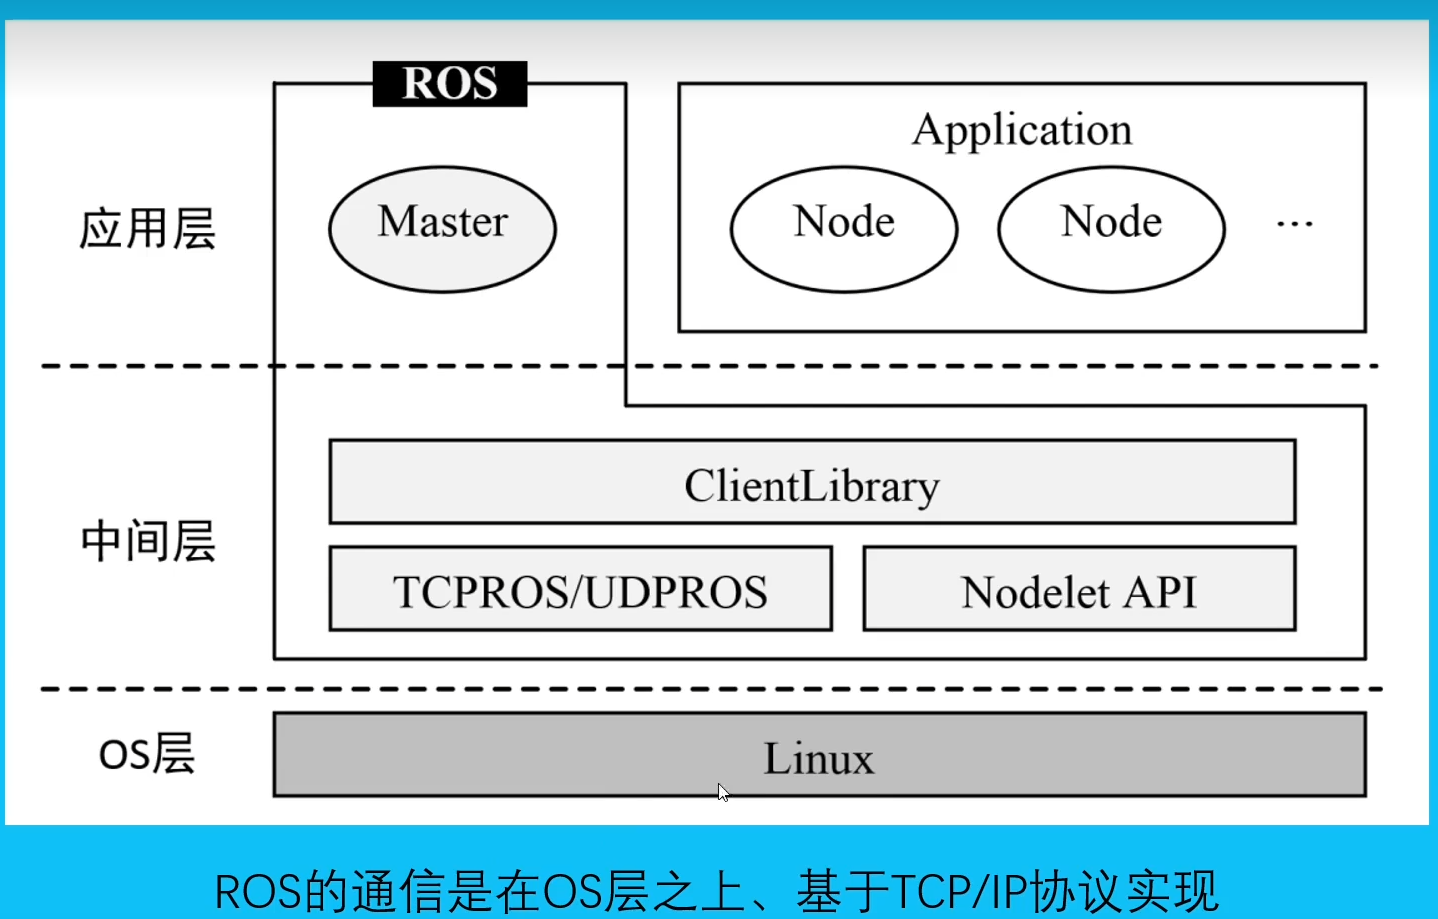 ROS
Application
应用层
Master
Node
Node
...
ClientLibrary
中间层
TCPROS/UDPROS
Nodelet API
OS层
Linux
ROS的通信是在OS层之上、基于TCP/IP协议实现